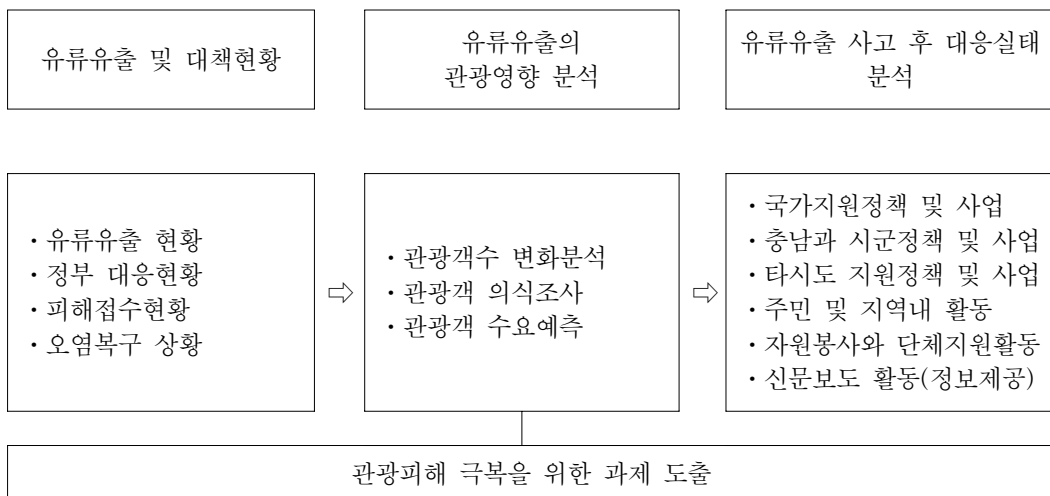 유류유출 및 대책현황
유류유출의
관광영향 분석
유류유출 사고 후 대응실태
분석
・유류유출 현황
・정부 대응현황
・피해접수현황
・오염복구 상황
⇨
・관광객수 변화분석
・관광객 의식조사
・관광객 수요예측
⇨
・국가지원정책 및 사업
・충남과 시군정책 및 사업
・타시도 지원정책 및 사업
・주민 및 지역내 활동
・자원봉사와 단체지원활동
・신문보도 활동(정보제공)
관광피해 극복을 위한 과제 도출